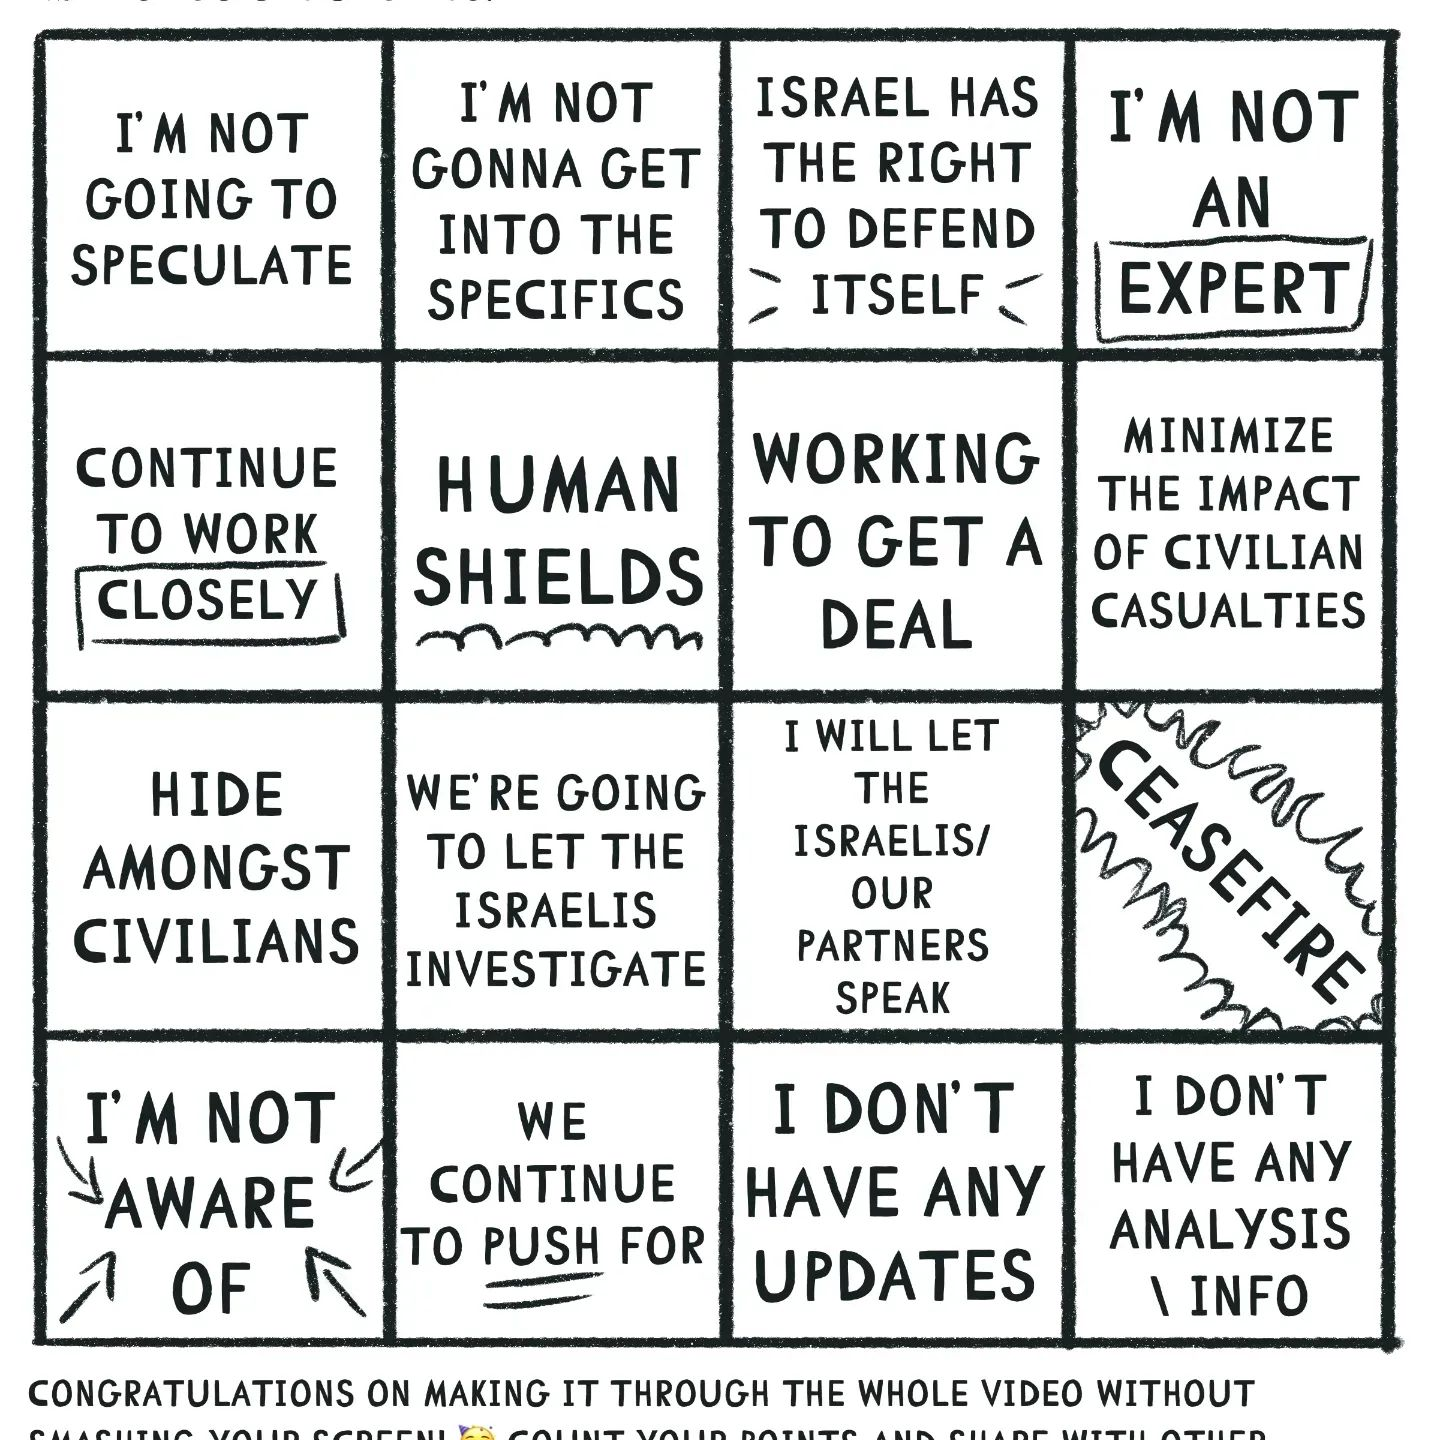 I'M NOT
GOING TO
SPECULATE
I'M NOT
GONNA GET
INTO THE
SPECIFICS
ISRAEL HAS
THE RIGHT
TO DEFEND
ITSELF
I'M NOT
AN
EXPERT
CONTINUE
TO WORK
CLOSELY
HUMAN
SHIELDS
WORKING
TO GET A
DEAL
MINIMIZE
THE IMPACT
OF CIVILIAN
CASUALTIES
HIDE
AMONGST
CIVILIANS
WE'RE GOING
TO LET THE
ISRAELIS
INVESTIGATE
I WILL LET
THE
ISRAELIS/
OUR
PARTNERS
SPEAK
CEASEFIRE
I'M NOT
AWARE
OF
WE
CONTINUE
TO PUSH FOR
I DON'T
HAVE ANY
UPDATES
I DON'T
HAVE ANY
ANALYSIS
\ INFO
CONGRATULATIONS ON MAKING IT THROUGH THE WHOLE VIDEO WITHOUT
SMASHING YOUR SCREEN! 🥳 COUNT YOUR POINTS AND SHARE WITH OTHER